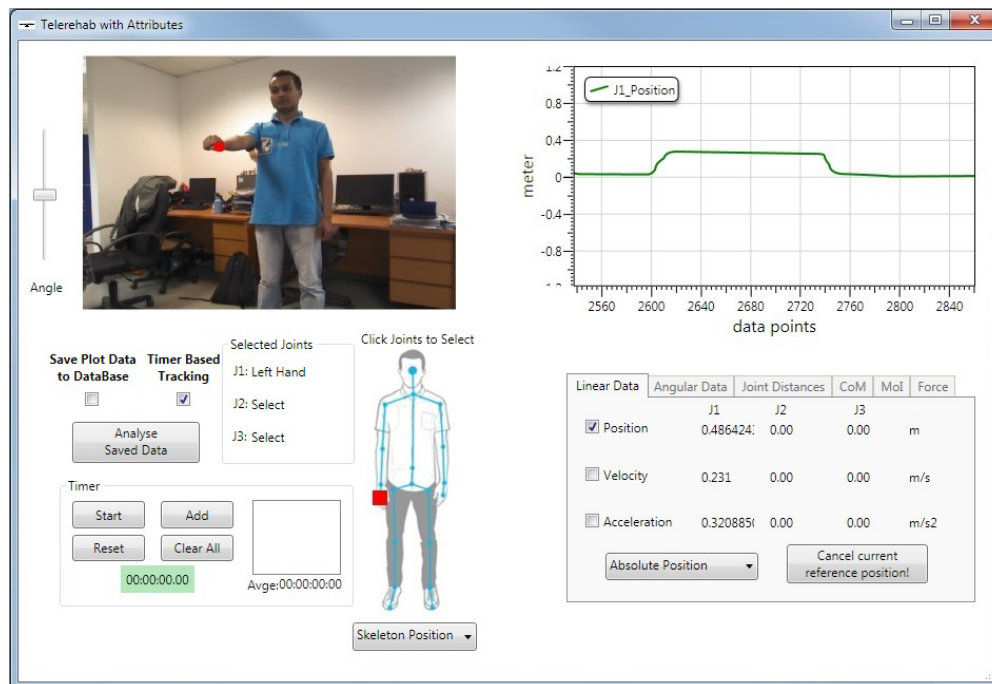 Telerehab with Attributes
Angle
1.2
0.8
0.4
0
-0.4
-0.8
meter
J1_Position
2560 2600 2640 2680 2720 2760 2800 2840
data points
Save Plot Data
to DataBase
Timer Based
Tracking
Analyse
Saved Data
Selected Joints
J1: Left Hand
J2: Select
J3: Select
Click Joints to Select
Timer
Start Add
Reset Clear All
00:00:00.00
Avge:00:00:00:00
Skeleton Position
Linear Data Angular Data Joint Distances CoM MoI Force
J1 J2 J3
Position 0.486424 0.00 0.00 m
Velocity 0.231 0.00 0.00 m/s
Acceleration 0.320885 0.00 0.00 m/s2
Absolute Position
Cancel current
reference position!